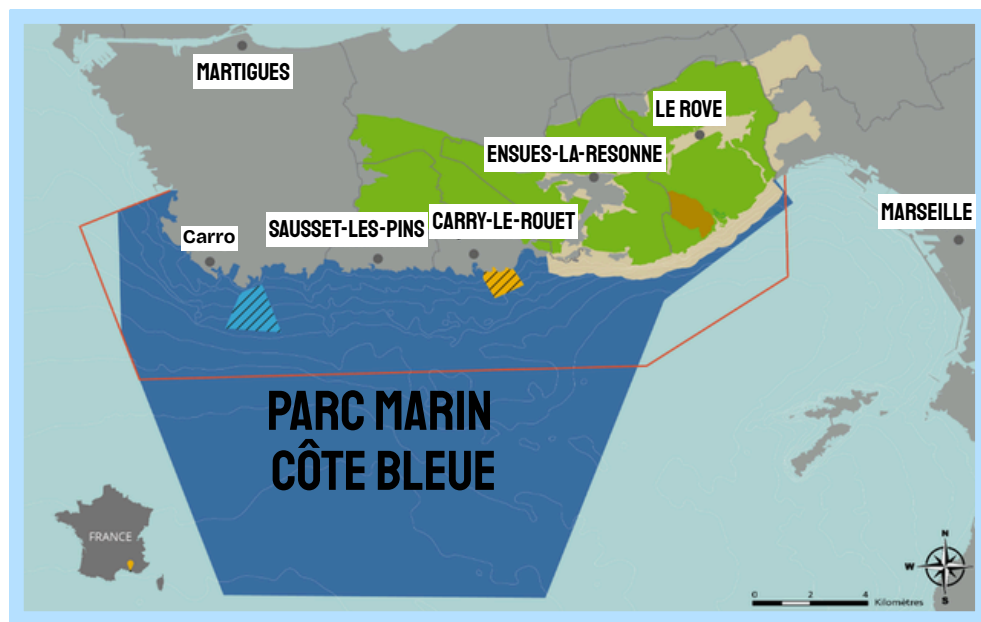 MARTIGUES
LE ROVE
ENSUES-LA-RESONNE
MARSEILLE
SAUSSET-LES-PINS
CARRY-LE-ROUET
Carro
PARC MARIN
CÔTE BLEUE
FRANCE
N
W
S
0 2 4 Kilomètres